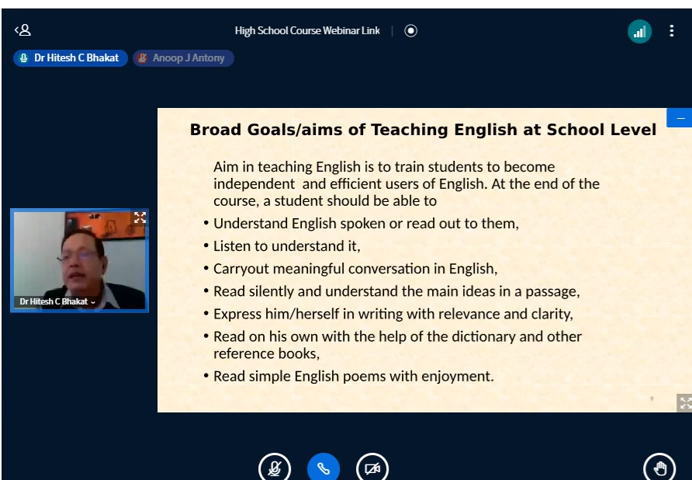 High School Course Webinar Link
Dr Hitesh C Bhakat
Anoop J Antony
Broad Goals/aims of Teaching English at School Level
Aim in teaching English is to train students to become
independent and efficient users of English. At the end of the
course, a student should be able to
• Understand English spoken or read out to them,
• Listen to understand it,
• Carryout meaningful conversation in English,
• Read silently and understand the main ideas in a passage,
• Express him/herself in writing with relevance and clarity,
• Read on his own with the help of the dictionary and other
reference books,
• Read simple English poems with enjoyment.
Dr Hitesh C Bhakat